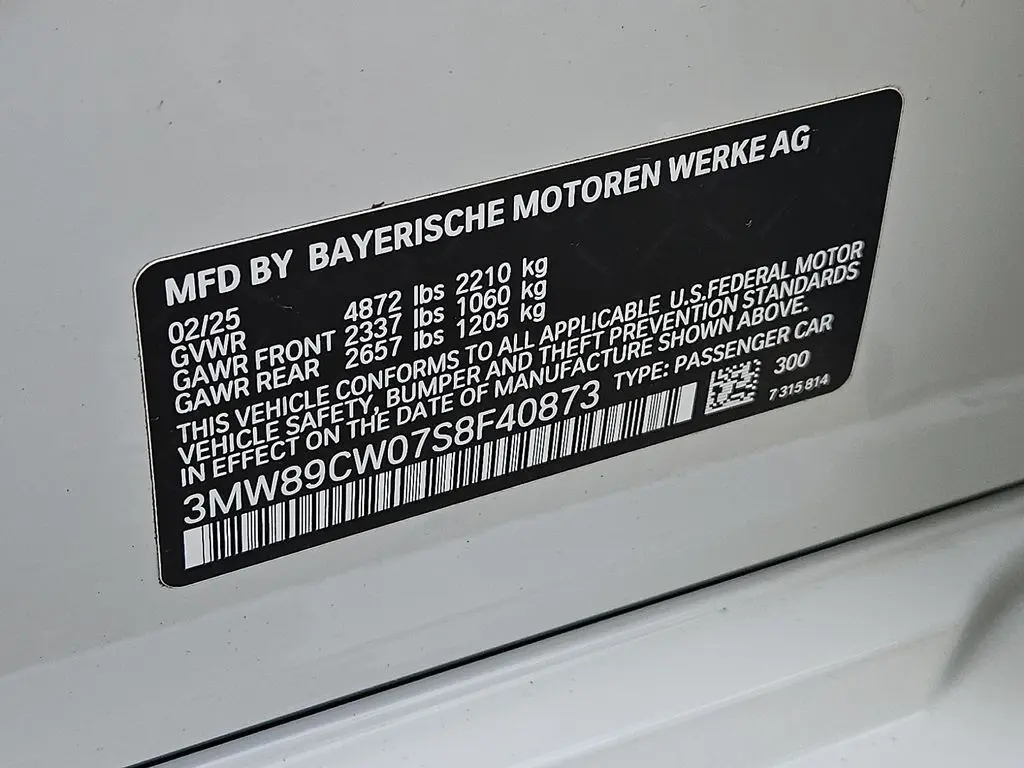 MFD BY BAYERISCHE MOTOREN WERKE AG
02/25
GVWR 4872 lbs 2210 kg
GAWR FRONT 2337 lbs 1060 kg
GAWR REAR 2657 lbs 1205 kg
THIS VEHICLE CONFORMS TO ALL APPLICABLE U.S.FEDERAL MOTOR
VEHICLE SAFETY, BUMPER AND THEFT PREVENTION STANDARDS
IN EFFECT ON THE DATE OF MANUFACTURE SHOWN ABOVE.
3MW89CW07S8F40873 TYPE: PASSENGER CAR
300
7 315 814